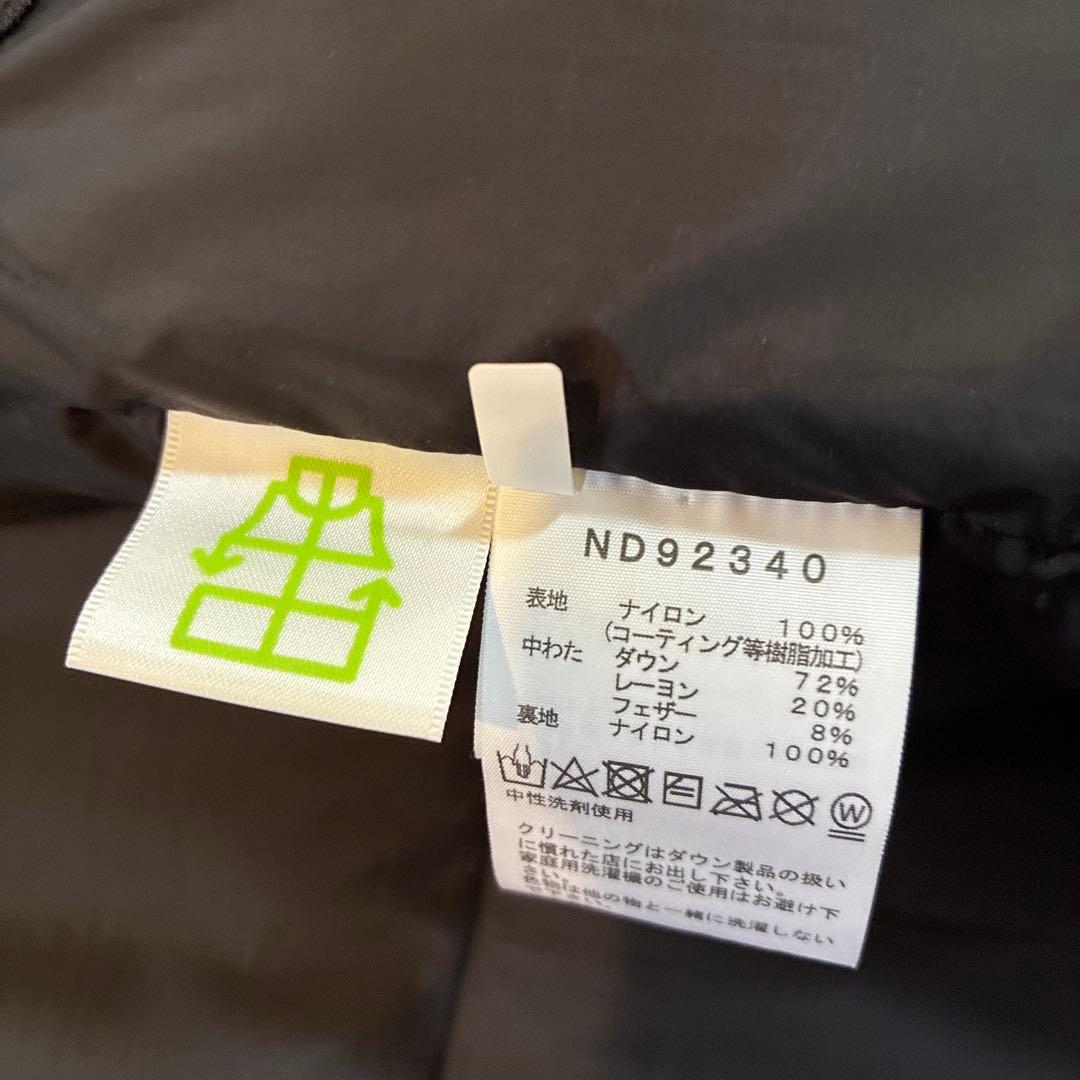 ND92340
表地 ナイロン 100%
(コーティング等樹脂加工)
中わた ダウン 72%
レーヨン 20%
フェザー 8%
裏地 ナイロン 100%
W
中性洗剤使用
クリーニングはダウン製品の扱い
に慣れた店にお出し下さい。
家庭用洗濯機のご使用はお避け下
さい。
色物は他の物と一緒に洗濯しない
で下さい。